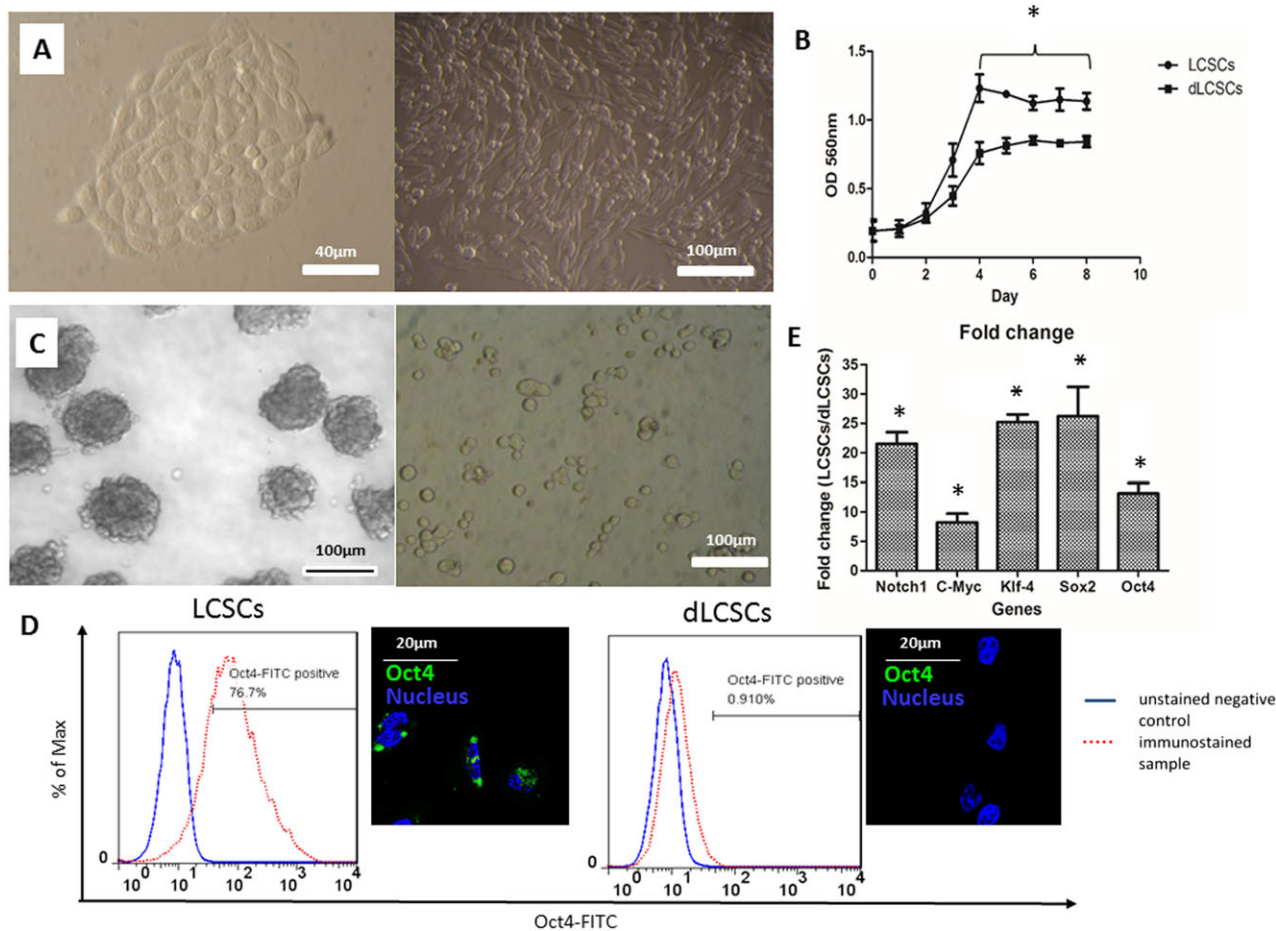 A
40µm
100µm
B
*
1.5
1.0
0.5
0.0
OD 560nm
0 2 4 6 8 10
Day
LCSCs
dLCSCs
C
100µm
100µm
E
Fold change
35
30
25
20
15
10
5
0
Fold change (LCSCs/dLCSCs)
* * * * *
Notch1 C-Myc Klf-4 Sox2 Oct4
Genes
D
LCSCs
dLCSCs
% of Max
Oct4-FITC positive
76.7%
0
10 0 10 1 10 2 10 3 10 4
20µm
Oct4
Nucleus
Oct4-FITC positive
0.910%
0
10 0 10 1 10 2 10 3 10 4
20µm
Oct4
Nucleus
unstained negative
control
immunostained
sample
Oct4-FITC